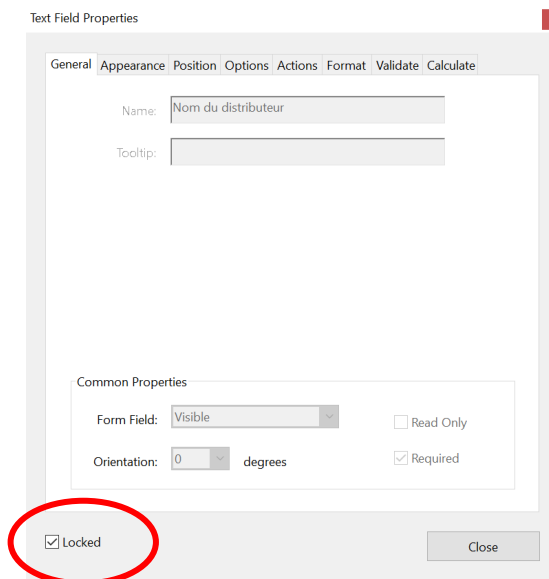 Text Field Properties
General Appearance Position Options Actions Format Validate Calculate
Name: Nom du distributeur
Tooltip:
Common Properties
Form Field: Visible
Read Only
Orientation: 0 degrees
Required
Locked
Close